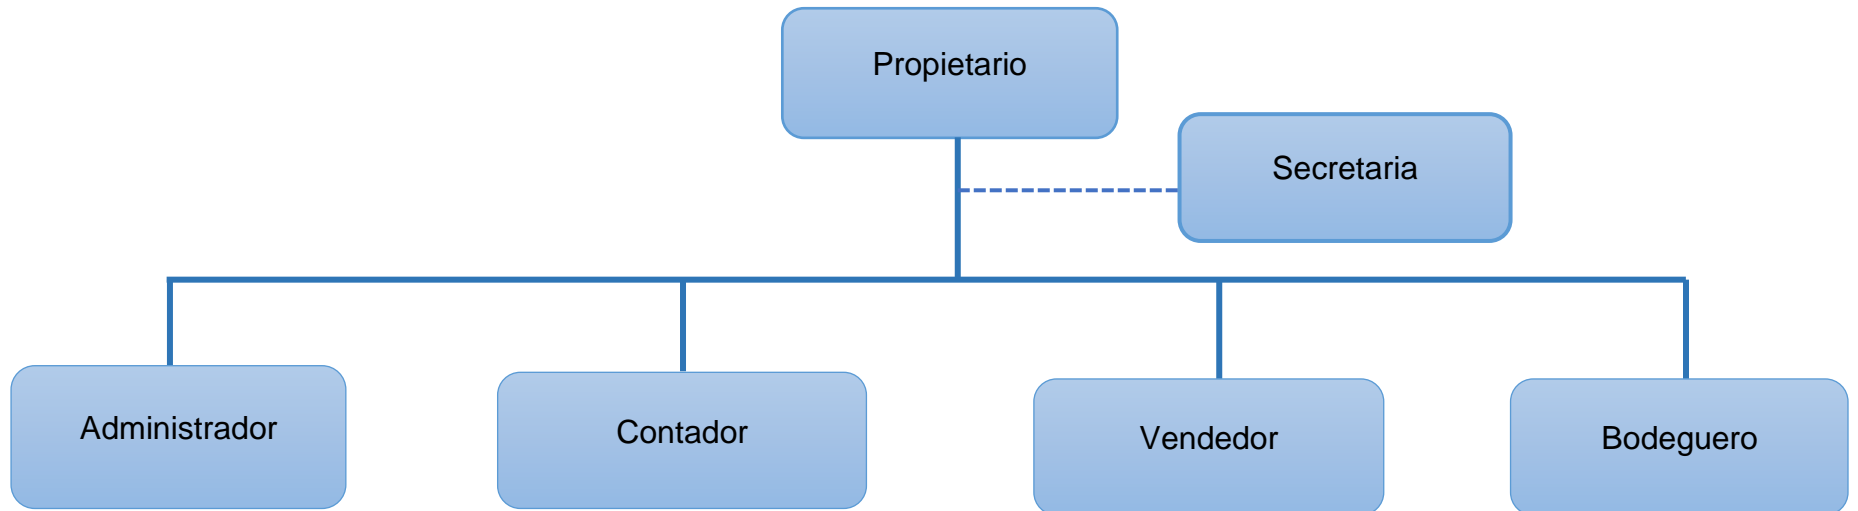 Propietario
Secretaria
Administrador
Contador
Vendedor
Bodeguero